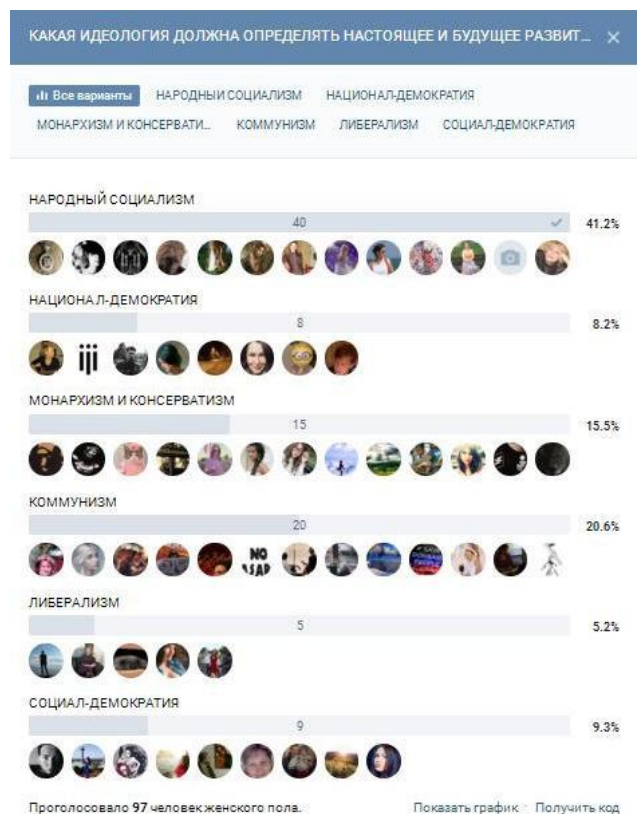 КАКАЯ ИДЕОЛОГИЯ ДОЛЖНА ОПРЕДЕЛЯТЬ НАСТОЯЩЕЕ И БУДУЩЕЕ РАЗВИТ...
Все варианты НАРОДНЫЙ СОЦИАЛИЗМ НАЦИОНАЛ-ДЕМОКРАТИЯ
МОНАРХИЗМ И КОНСЕРВАТИ... КОММУНИЗМ ЛИБЕРАЛИЗМ СОЦИАЛ-ДЕМОКРАТИЯ
НАРОДНЫЙ СОЦИАЛИЗМ
40 41.2%
НАЦИОНАЛ-ДЕМОКРАТИЯ
8 8.2%
iji
МОНАРХИЗМ И КОНСЕРВАТИЗМ
15 15.5%
КОММУНИЗМ
20 20.6%
NO
ЛИБЕРАЛИЗМ
5 5.2%
СОЦИАЛ-ДЕМОКРАТИЯ
9 9.3%
Проголосовало 97 человек женского пола. Показать график · Получить код